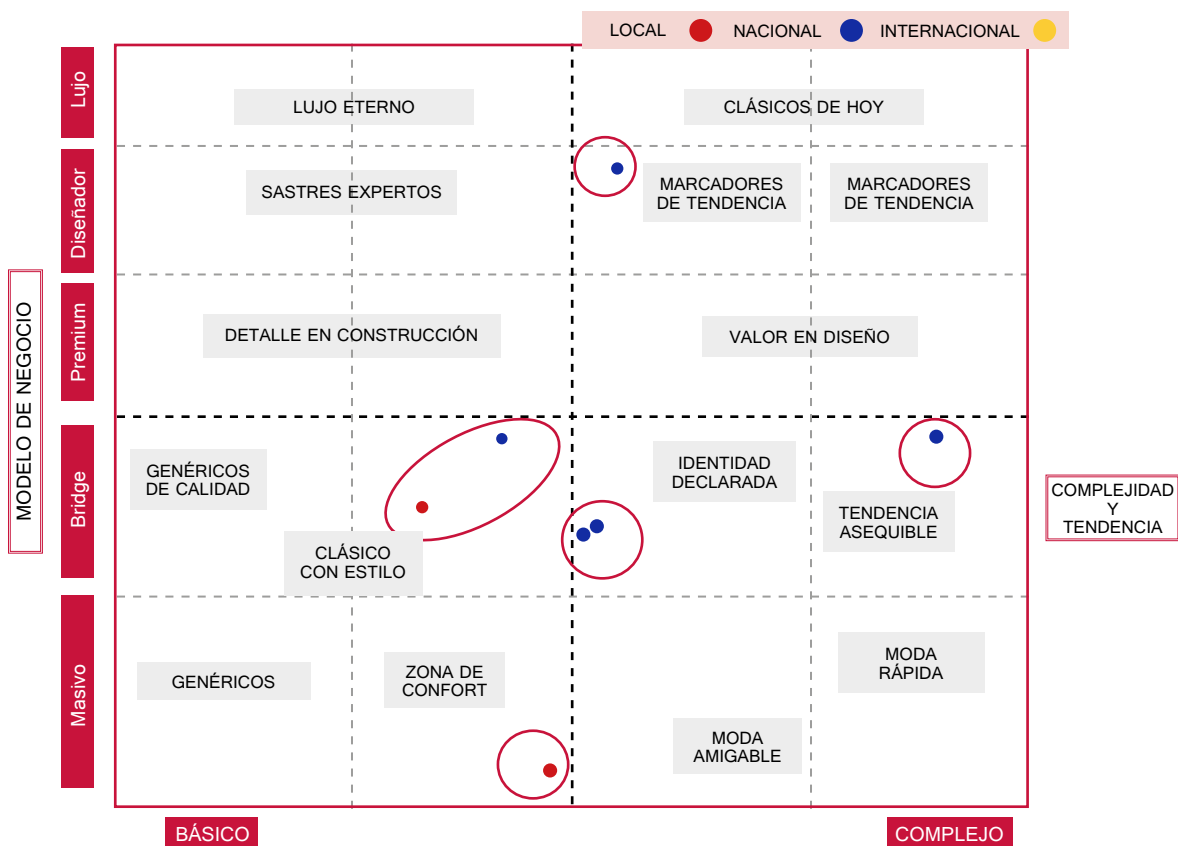 LOCAL NACIONAL INTERNACIONAL
Lujo
LUJO ETERNO
CLÁSICOS DE HOY
Diseñador
SASTRES EXPERTOS
MARCADORES
DE TENDENCIA
MARCADORES
DE TENDENCIA
MODELO DE NEGOCIO
Premium
DETALLE EN CONSTRUCCIÓN
VALOR EN DISEÑO
Bridge
GENÉRICOS
DE CALIDAD
CLÁSICO
CON ESTILO
IDENTIDAD
DECLARADA
TENDENCIA
ASEQUIBLE
COMPLEJIDAD
Y
TENDENCIA
Masivo
GENÉRICOS
ZONA DE
CONFORT
MODA
AMIGABLE
MODA
RÁPIDA
BÁSICO
COMPLEJO